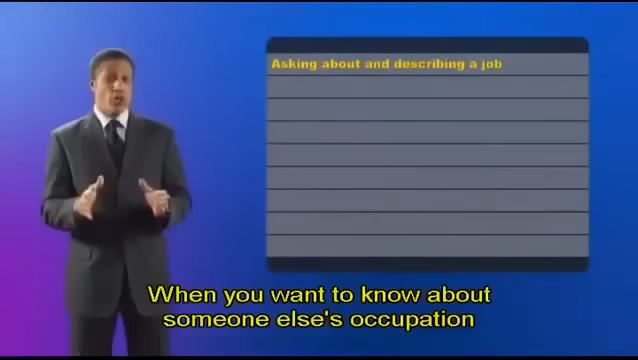 Asking about and describing a job
When you want to know about
someone else's occupation